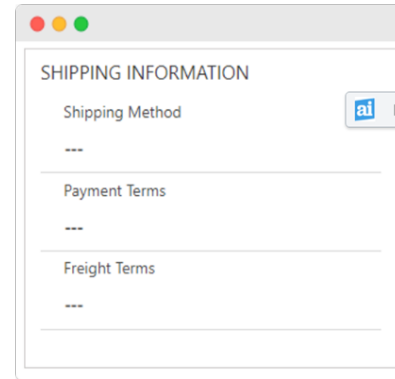 SHIPPING INFORMATION
Shipping Method
ai
---
Payment Terms
---
Freight Terms
---